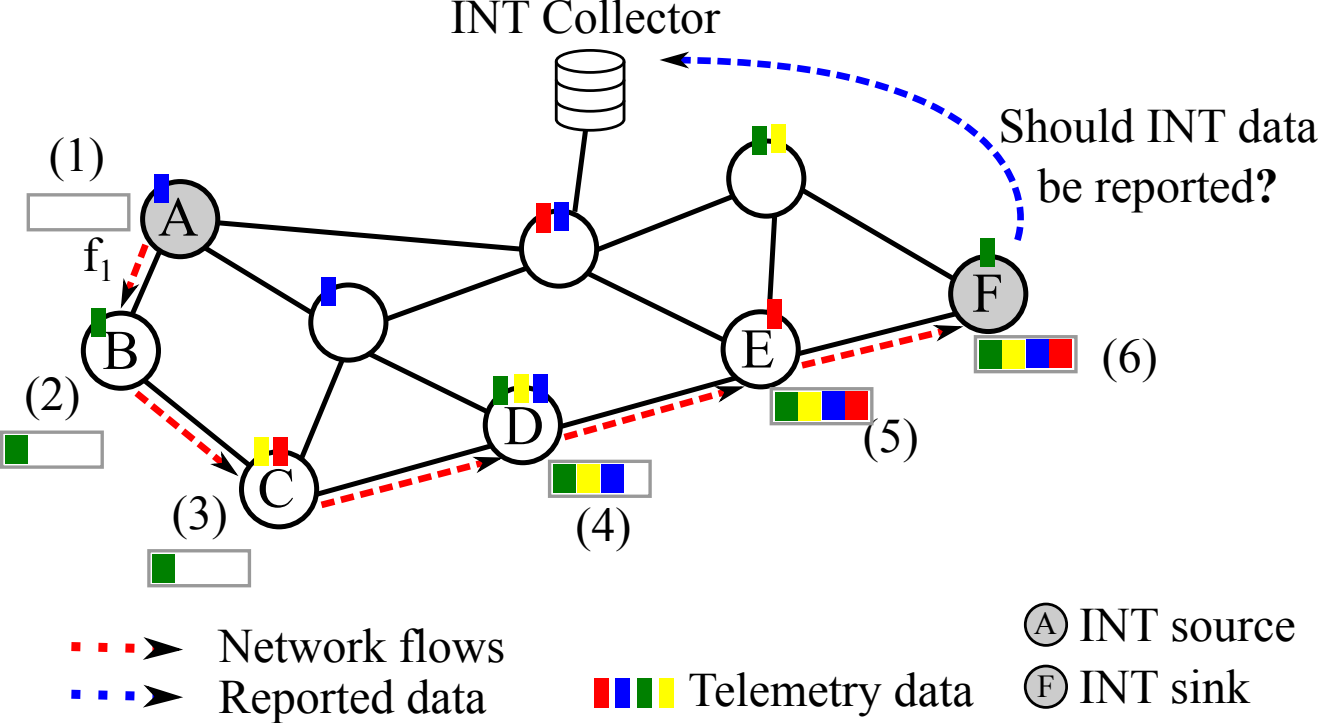 INT Collector
Should INT data
be reported?
(1)
A
f₁
B
(2)
C
(3)
D
(4)
E
(5)
F
(6)
Network flows
Reported data
Telemetry data
A INT source
F INT sink